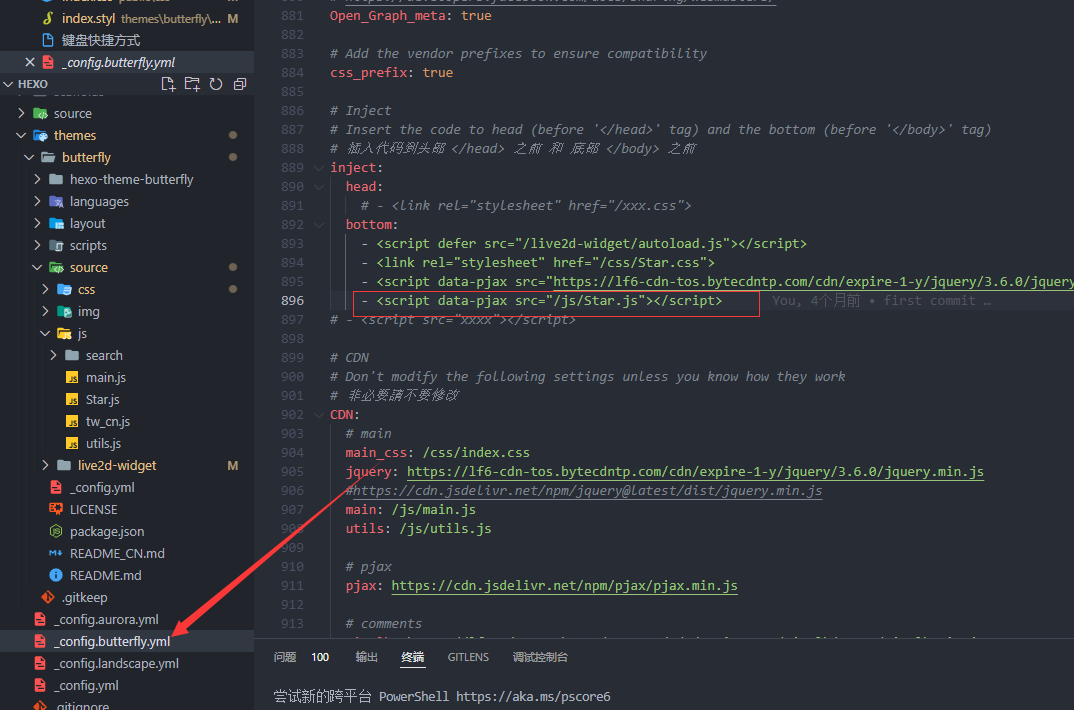 index.styl themes\butterfly\... M
键盘快捷方式
_config.butterfly.yml
HEXO
source
themes
butterfly
hexo-theme-butterfly
languages
layout
scripts
source
css
img
js
search
main.js
Star.js
tw_cn.js
utils.js
live2d-widget M
_config.yml
LICENSE
package.json
README_CN.md
README.md
.gitkeep
_config.aurora.yml
_config.butterfly.yml
_config.landscape.yml
_config.yml
.gitignore
881 Open_Graph_meta: true
882
883 # Add the vendor prefixes to ensure compatibility
884 css_prefix: true
885
886 # Inject
887 # Insert the code to head (before '</head>' tag) and the bottom (before '</body>' tag)
888 # 插入代码到头部 </head> 之前 和 底部 </body> 之前
889 inject:
890 head:
891 # - <link rel="stylesheet" href="/xxx.css">
892 bottom:
893 - <script defer src="/live2d-widget/autoload.js"></script>
894 - <link rel="stylesheet" href="/css/Star.css">
895 - <script data-pjax src="https://lf6-cdn-tos.bytecdntp.com/cdn/expire-1-y/jquery/3.6.0/jquery
896 - <script data-pjax src="/js/Star.js"></script> You, 4个月前 • first commit …
897 # - <script src="xxxx"></script>
898
899 # CDN
900 # Don't modify the following settings unless you know how they work
901 # 非必要請不要修改
902 CDN:
903 # main
904 main_css: /css/index.css
905 jquery: https://lf6-cdn-tos.bytecdntp.com/cdn/expire-1-y/jquery/3.6.0/jquery.min.js
906 #https://cdn.jsdelivr.net/npm/jquery@latest/dist/jquery.min.js
907 main: /js/main.js
908 utils: /js/utils.js
909
910 # pjax
911 pjax: https://cdn.jsdelivr.net/npm/pjax/pjax.min.js
912
913 # comments
问题 100 输出 终端 GITLENS 调试控制台
尝试新的跨平台 PowerShell https://aka.ms/pscore6